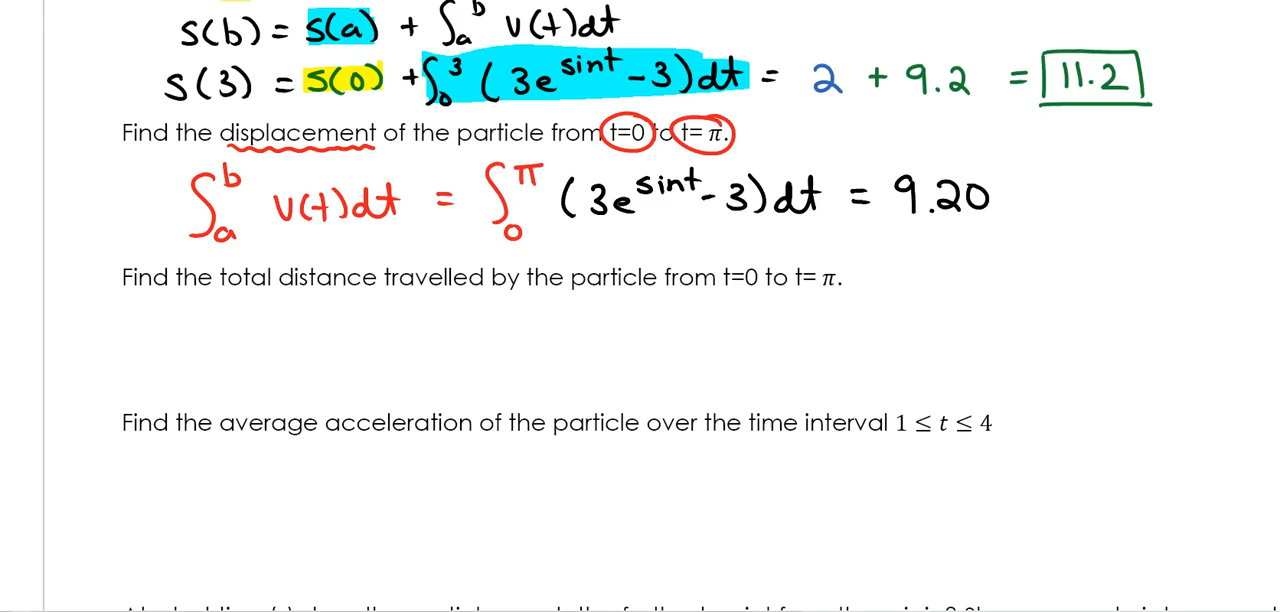 s(b) = s(a) + ∫ₐᵇ v(t)dt
s(3) = s(0) + ∫₀³ (3e^(sint) - 3)dt = 2 + 9.2 = 11.2
Find the displacement of the particle from t=0 to t= π.
∫ₐᵇ v(t)dt = ∫₀^π (3e^(sint) - 3)dt = 9.20
Find the total distance travelled by the particle from t=0 to t= π.
Find the average acceleration of the particle over the time interval 1 ≤ t ≤ 4